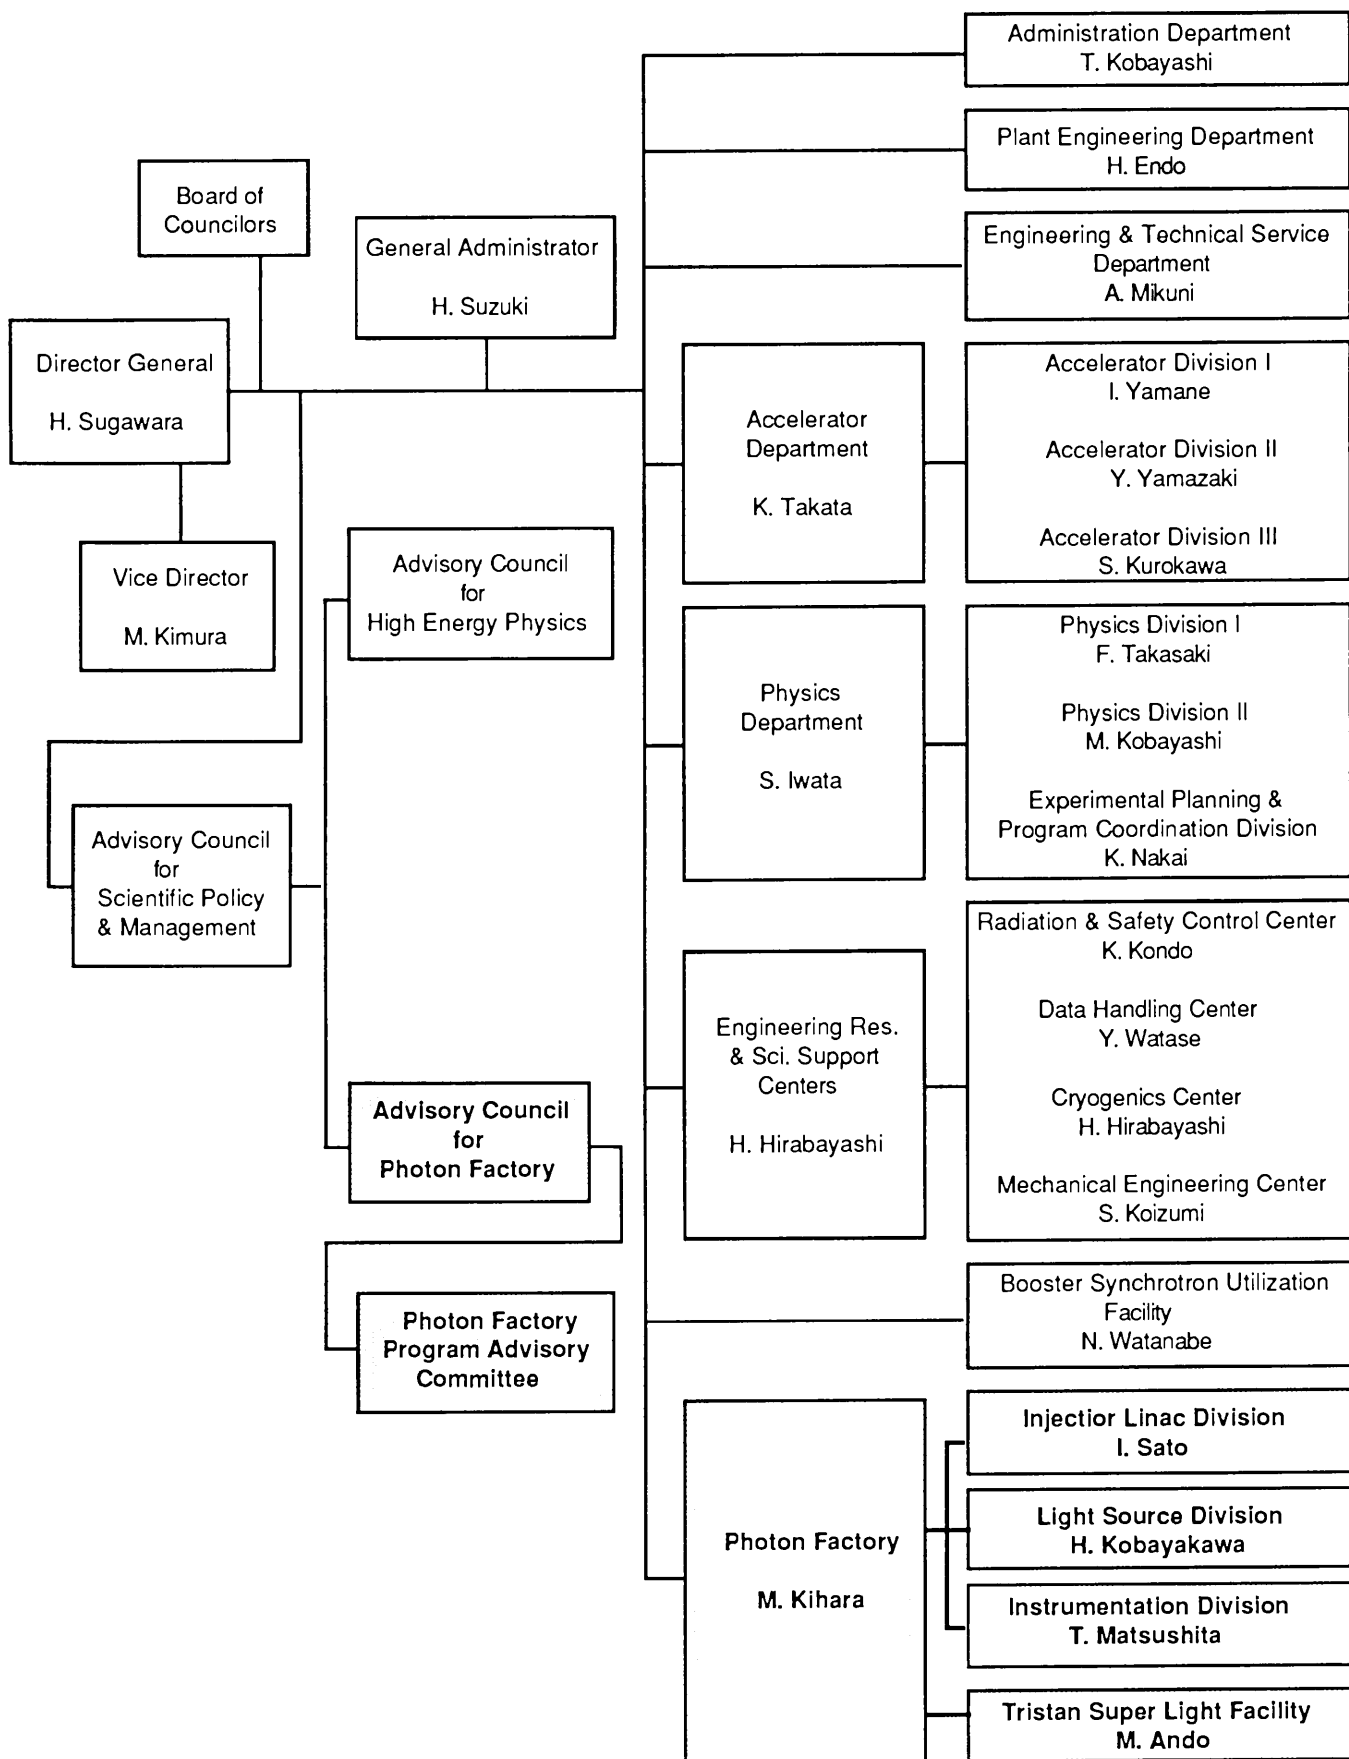 Board of
Councilors
General Administrator
H. Suzuki
Director General
H. Sugawara
Vice Director
M. Kimura
Advisory Council
for
High Energy Physics
Advisory Council
for
Scientific Policy
& Management
Advisory Council
for
Photon Factory
Photon Factory
Program Advisory
Committee
Administration Department
T. Kobayashi
Plant Engineering Department
H. Endo
Engineering & Technical Service
Department
A. Mikuni
Accelerator
Department
K. Takata
Accelerator Division I
I. Yamane
Accelerator Division II
Y. Yamazaki
Accelerator Division III
S. Kurokawa
Physics
Department
S. Iwata
Physics Division I
F. Takasaki
Physics Division II
M. Kobayashi
Experimental Planning &
Program Coordination Division
K. Nakai
Engineering Res.
& Sci. Support
Centers
H. Hirabayashi
Radiation & Safety Control Center
K. Kondo
Data Handling Center
Y. Watase
Cryogenics Center
H. Hirabayashi
Mechanical Engineering Center
S. Koizumi
Booster Synchrotron Utilization
Facility
N. Watanabe
Photon Factory
M. Kihara
Injectior Linac Division
I. Sato
Light Source Division
H. Kobayakawa
Instrumentation Division
T. Matsushita
Tristan Super Light Facility
M. Ando